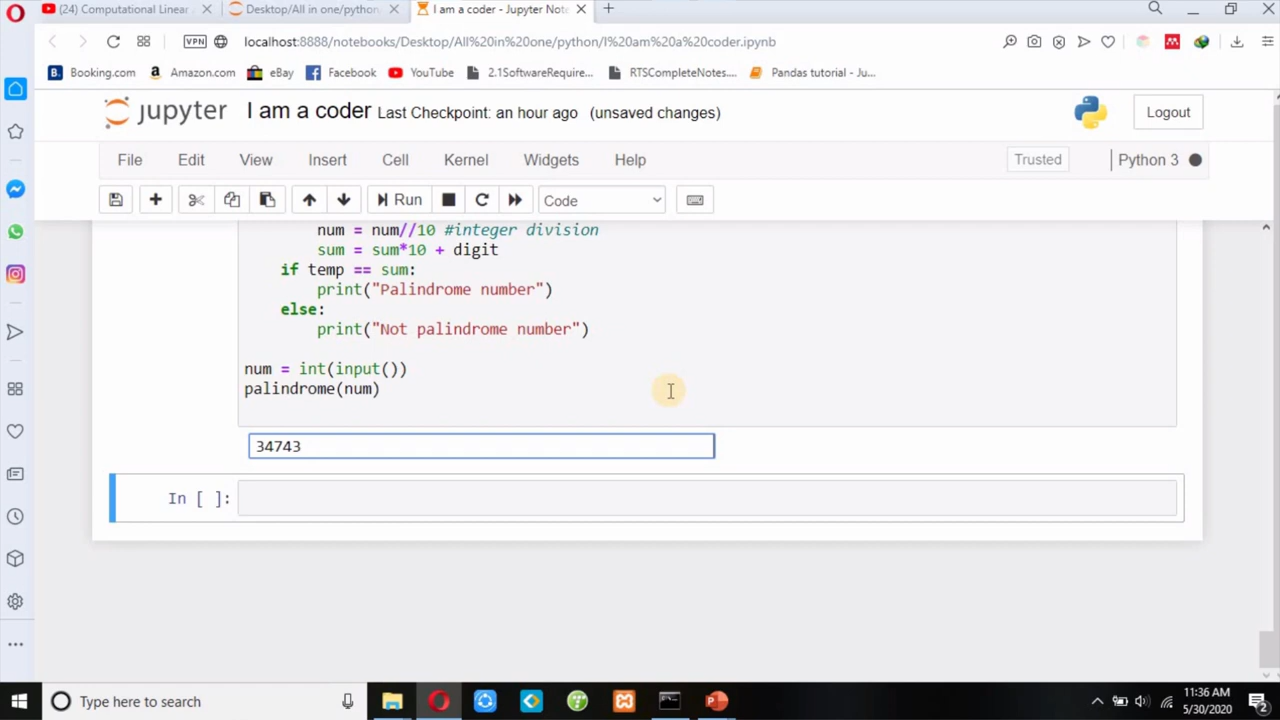 (24) Computational Linear
Desktop/All in one/python/
I am a coder - Jupyter Note
VPN
localhost:8888/notebooks/Desktop/All%20in%20one/python/I%20am%20a%20coder.ipynb
Booking.com
Amazon.com
eBay
Facebook
YouTube
2.1SoftwareRequire...
RTSCompleteNotes....
Pandas tutorial - Ju...
jupyter I am a coder Last Checkpoint: an hour ago (unsaved changes)
Logout
File Edit View Insert Cell Kernel Widgets Help
Trusted
Python 3
Run
Code
num = num//10 #integer division
sum = sum*10 + digit
if temp == sum:
print("Palindrome number")
else:
print("Not palindrome number")
num = int(input())
palindrome(num)
34743
In [ ]:
Type here to search
11:36 AM
5/30/2020
2